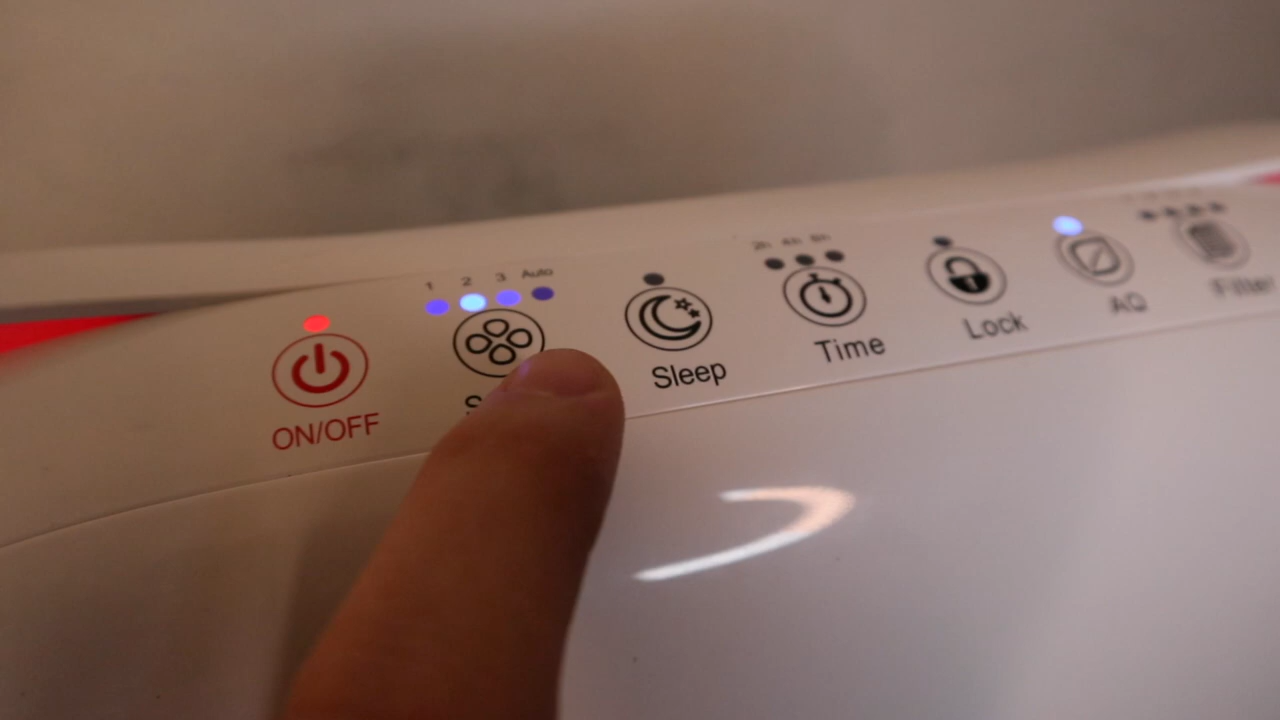 1 2 3 Auto
2h 4h 8h
ON/OFF
Sleep
Time
Lock
AQ
Filter